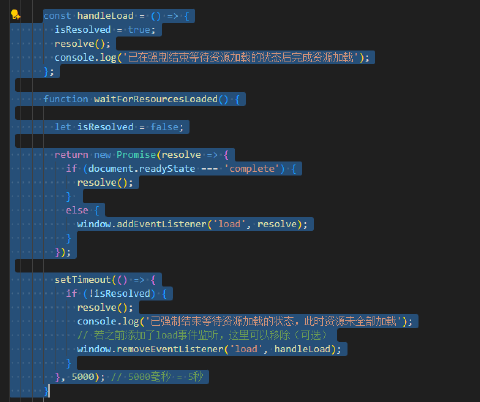 const handleLoad = () => {
isResolved = true;
resolve();
console.log('已在强制结束等待资源加载的状态后完成资源加载');
};
function waitForResourcesLoaded() {
let isResolved = false;
return new Promise(resolve => {
if (document.readyState === 'complete') {
resolve();
}
else {
window.addEventListener('load', resolve);
}
});
setTimeout(() => {
if (!isResolved) {
resolve();
console.log('已强制结束等待资源加载的状态，此时资源未全部加载');
// 若之前添加了load事件监听，这里可以移除（可选）
window.removeEventListener('load', handleLoad);
}
}, 5000); // 5000毫秒 = 5秒
}